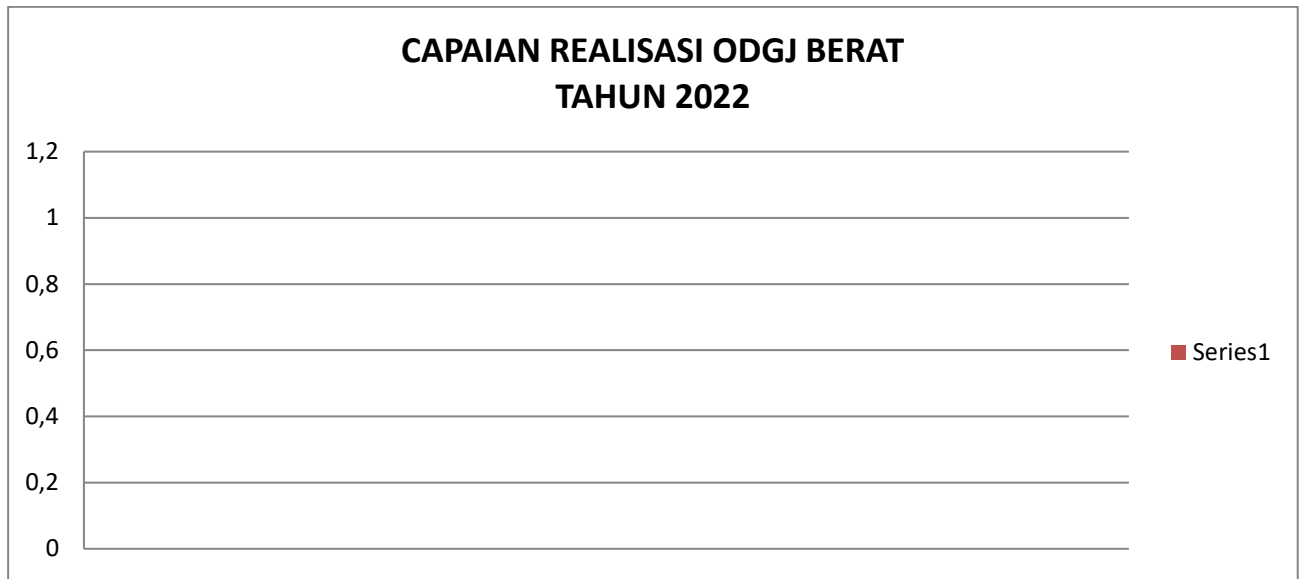 CAPAIAN REALISASI ODGJ BERAT
TAHUN 2022
1,2
1
0,8
0,6
0,4
0,2
0
Series1